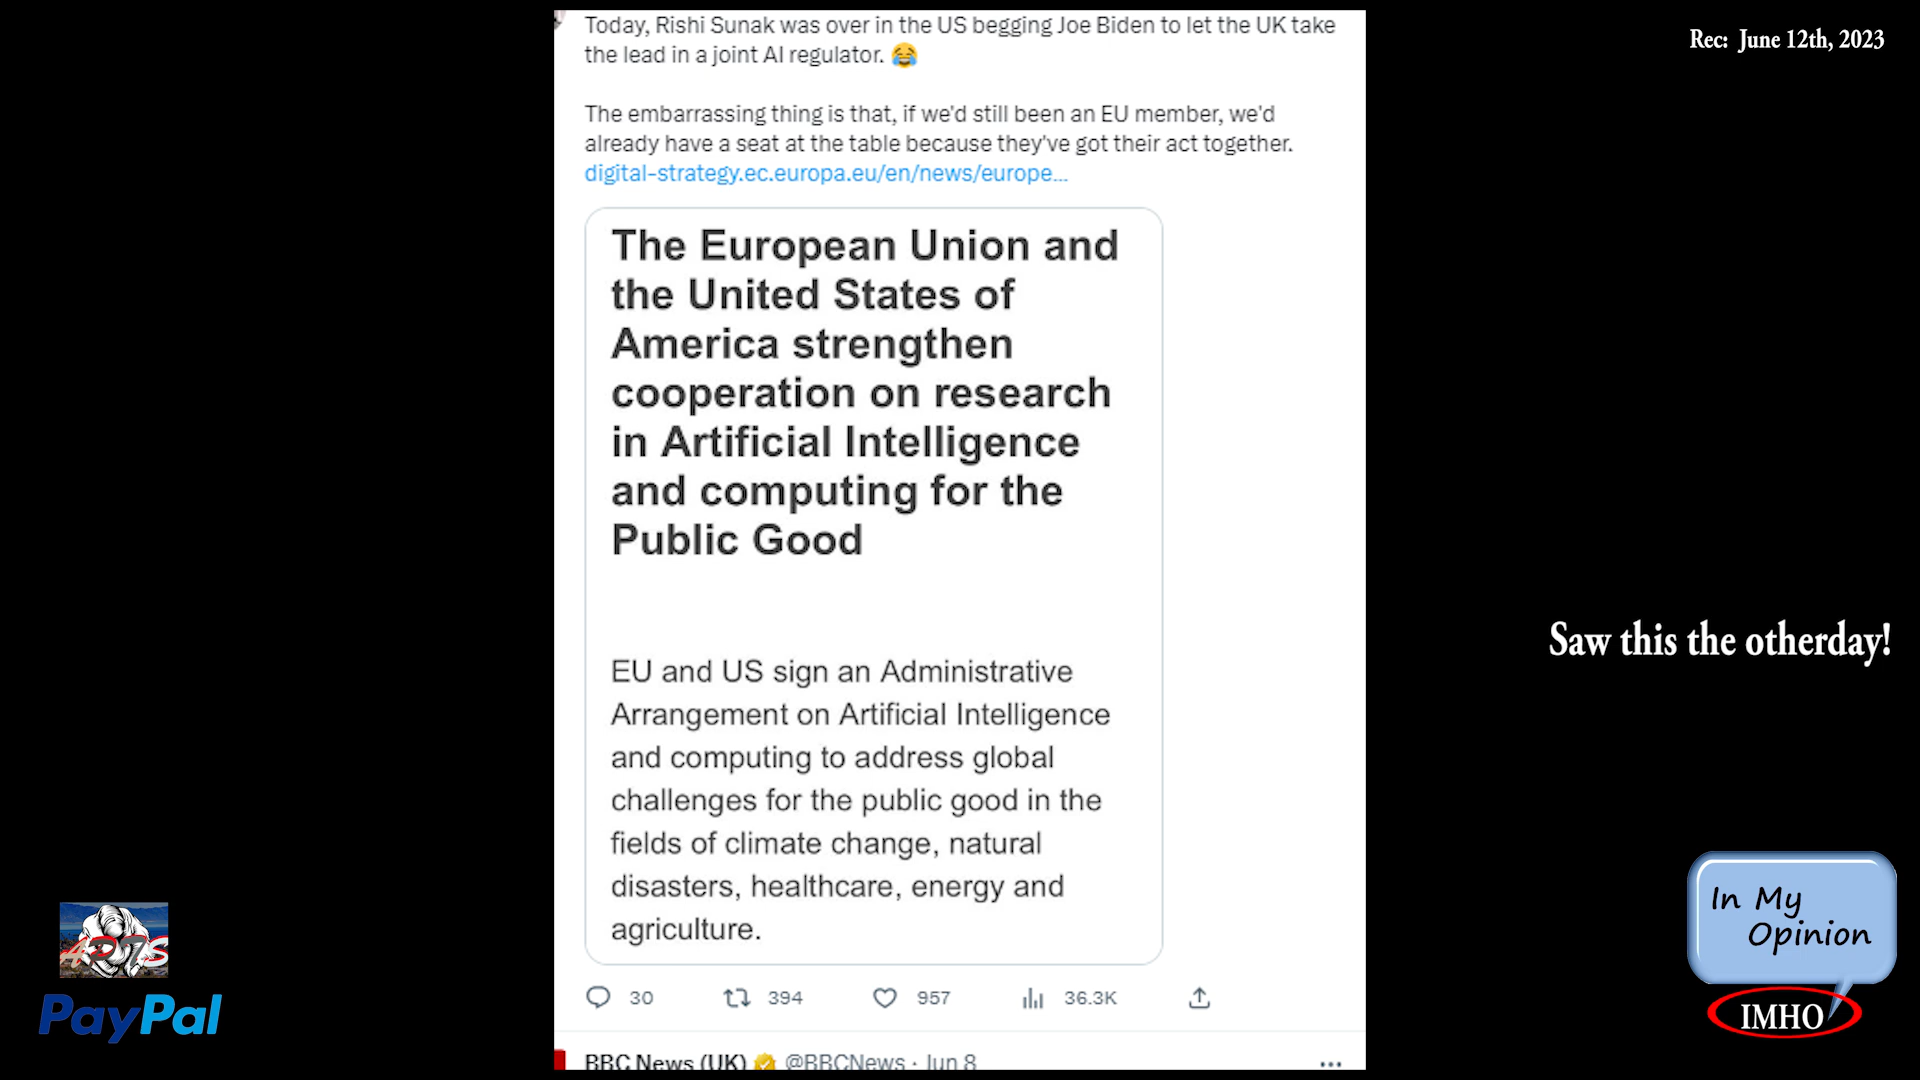 Today, Rishi Sunak was over in the US begging Joe Biden to let the UK take
the lead in a joint AI regulator. 😂
The embarrassing thing is that, if we'd still been an EU member, we'd
already have a seat at the table because they've got their act together.
digital-strategy.ec.europa.eu/en/news/europe...
The European Union and
the United States of
America strengthen
cooperation on research
in Artificial Intelligence
and computing for the
Public Good
EU and US sign an Administrative
Arrangement on Artificial Intelligence
and computing to address global
challenges for the public good in the
fields of climate change, natural
disasters, healthcare, energy and
agriculture.
30 394 957 36.3K
BBC News (UK) @BBCNews · Jun 8
Rec: June 12th, 2023
Saw this the otherday!
In My
Opinion
IMHO
PayPal